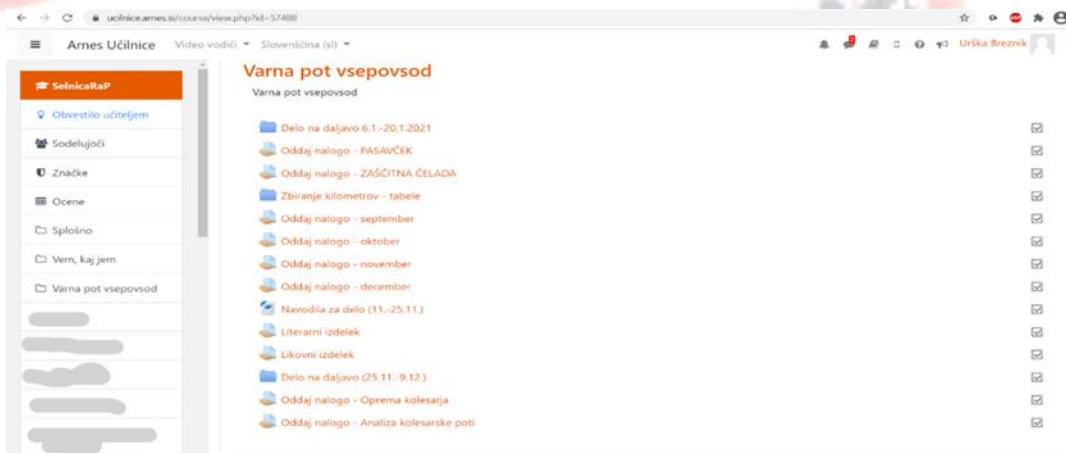 ucilnice.arnes.si/course/view.php?id=57488
Arnes Učilnice Video vodiči Slovenščina (sl) 2 Urška Breznik
SelnicaRaP
Obvestilo učiteljem
Sodelujoči
Značke
Ocene
Splošno
Vem, kaj jem
Varna pot vsepovsod
Varna pot vsepovsod
Varna pot vsepovsod
Delo na daljavo 6.1.-20.1.2021
Oddaj nalogo - PASAVČEK
Oddaj nalogo - ZAŠČITNA ČELADA
Zbiranje kilometrov - tabele
Oddaj nalogo - september
Oddaj nalogo - oktober
Oddaj nalogo - november
Oddaj nalogo - december
Navodila za delo (11.-25.11.)
Literarni izdelek
Likovni izdelek
Delo na daljavo (25.11.-9.12.)
Oddaj nalogo - Oprema kolesarja
Oddaj nalogo - Analiza kolesarske poti